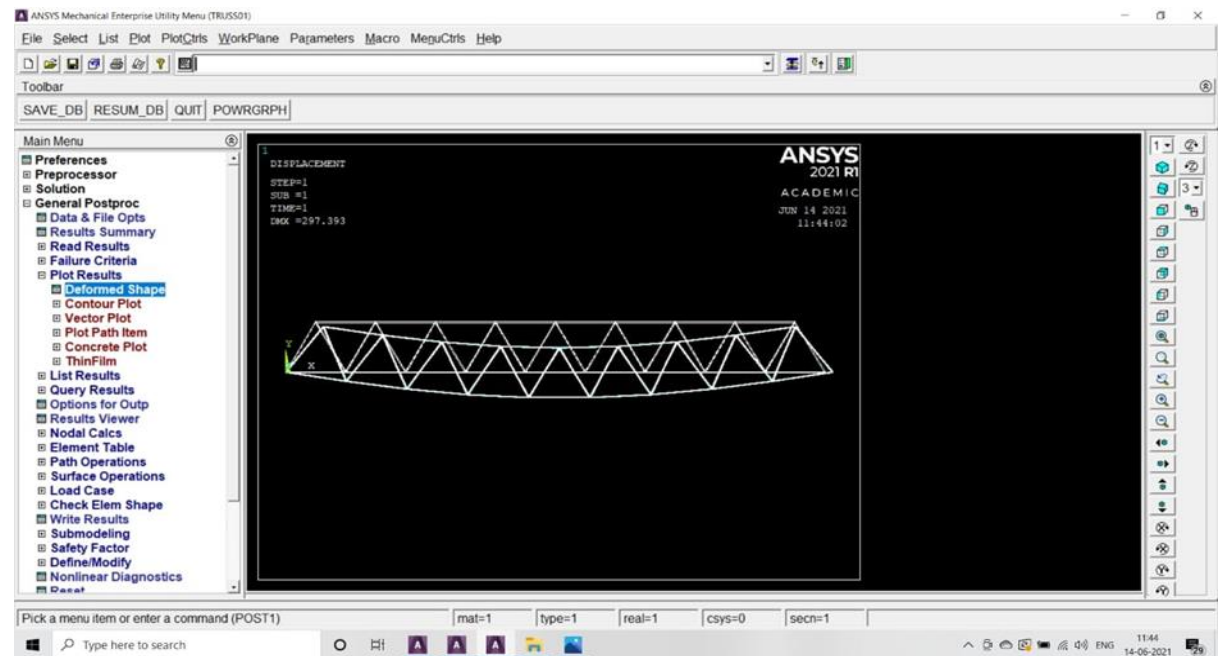 ANSYS Mechanical Enterprise Utility Menu (TRUSS01)
File Select List Plot PlotCtrls WorkPlane Parameters Macro MenuCtrls Help
Toolbar
SAVE_DB RESUM_DB QUIT POWRGRPH
Main Menu
Preferences
Preprocessor
Solution
General Postproc
Data & File Opts
Results Summary
Read Results
Failure Criteria
Plot Results
Deformed Shape
Contour Plot
Vector Plot
Plot Path Item
Concrete Plot
ThinFilm
List Results
Query Results
Options for Outp
Results Viewer
Nodal Calcs
Element Table
Path Operations
Surface Operations
Load Case
Check Elem Shape
Write Results
Submodeling
Safety Factor
Define/Modify
Nonlinear Diagnostics
Reset
1
DISPLACEMENT
STEP=1
SUB =1
TIME=1
DMX =297.393
ANSYS
2021 R1
ACADEMIC
JUN 14 2021
11:44:02
Y
X
1
3
Pick a menu item or enter a command (POST1)
mat=1 type=1 real=1 csys=0 secn=1
Type here to search
ENG
11:44
14-06-2021
29